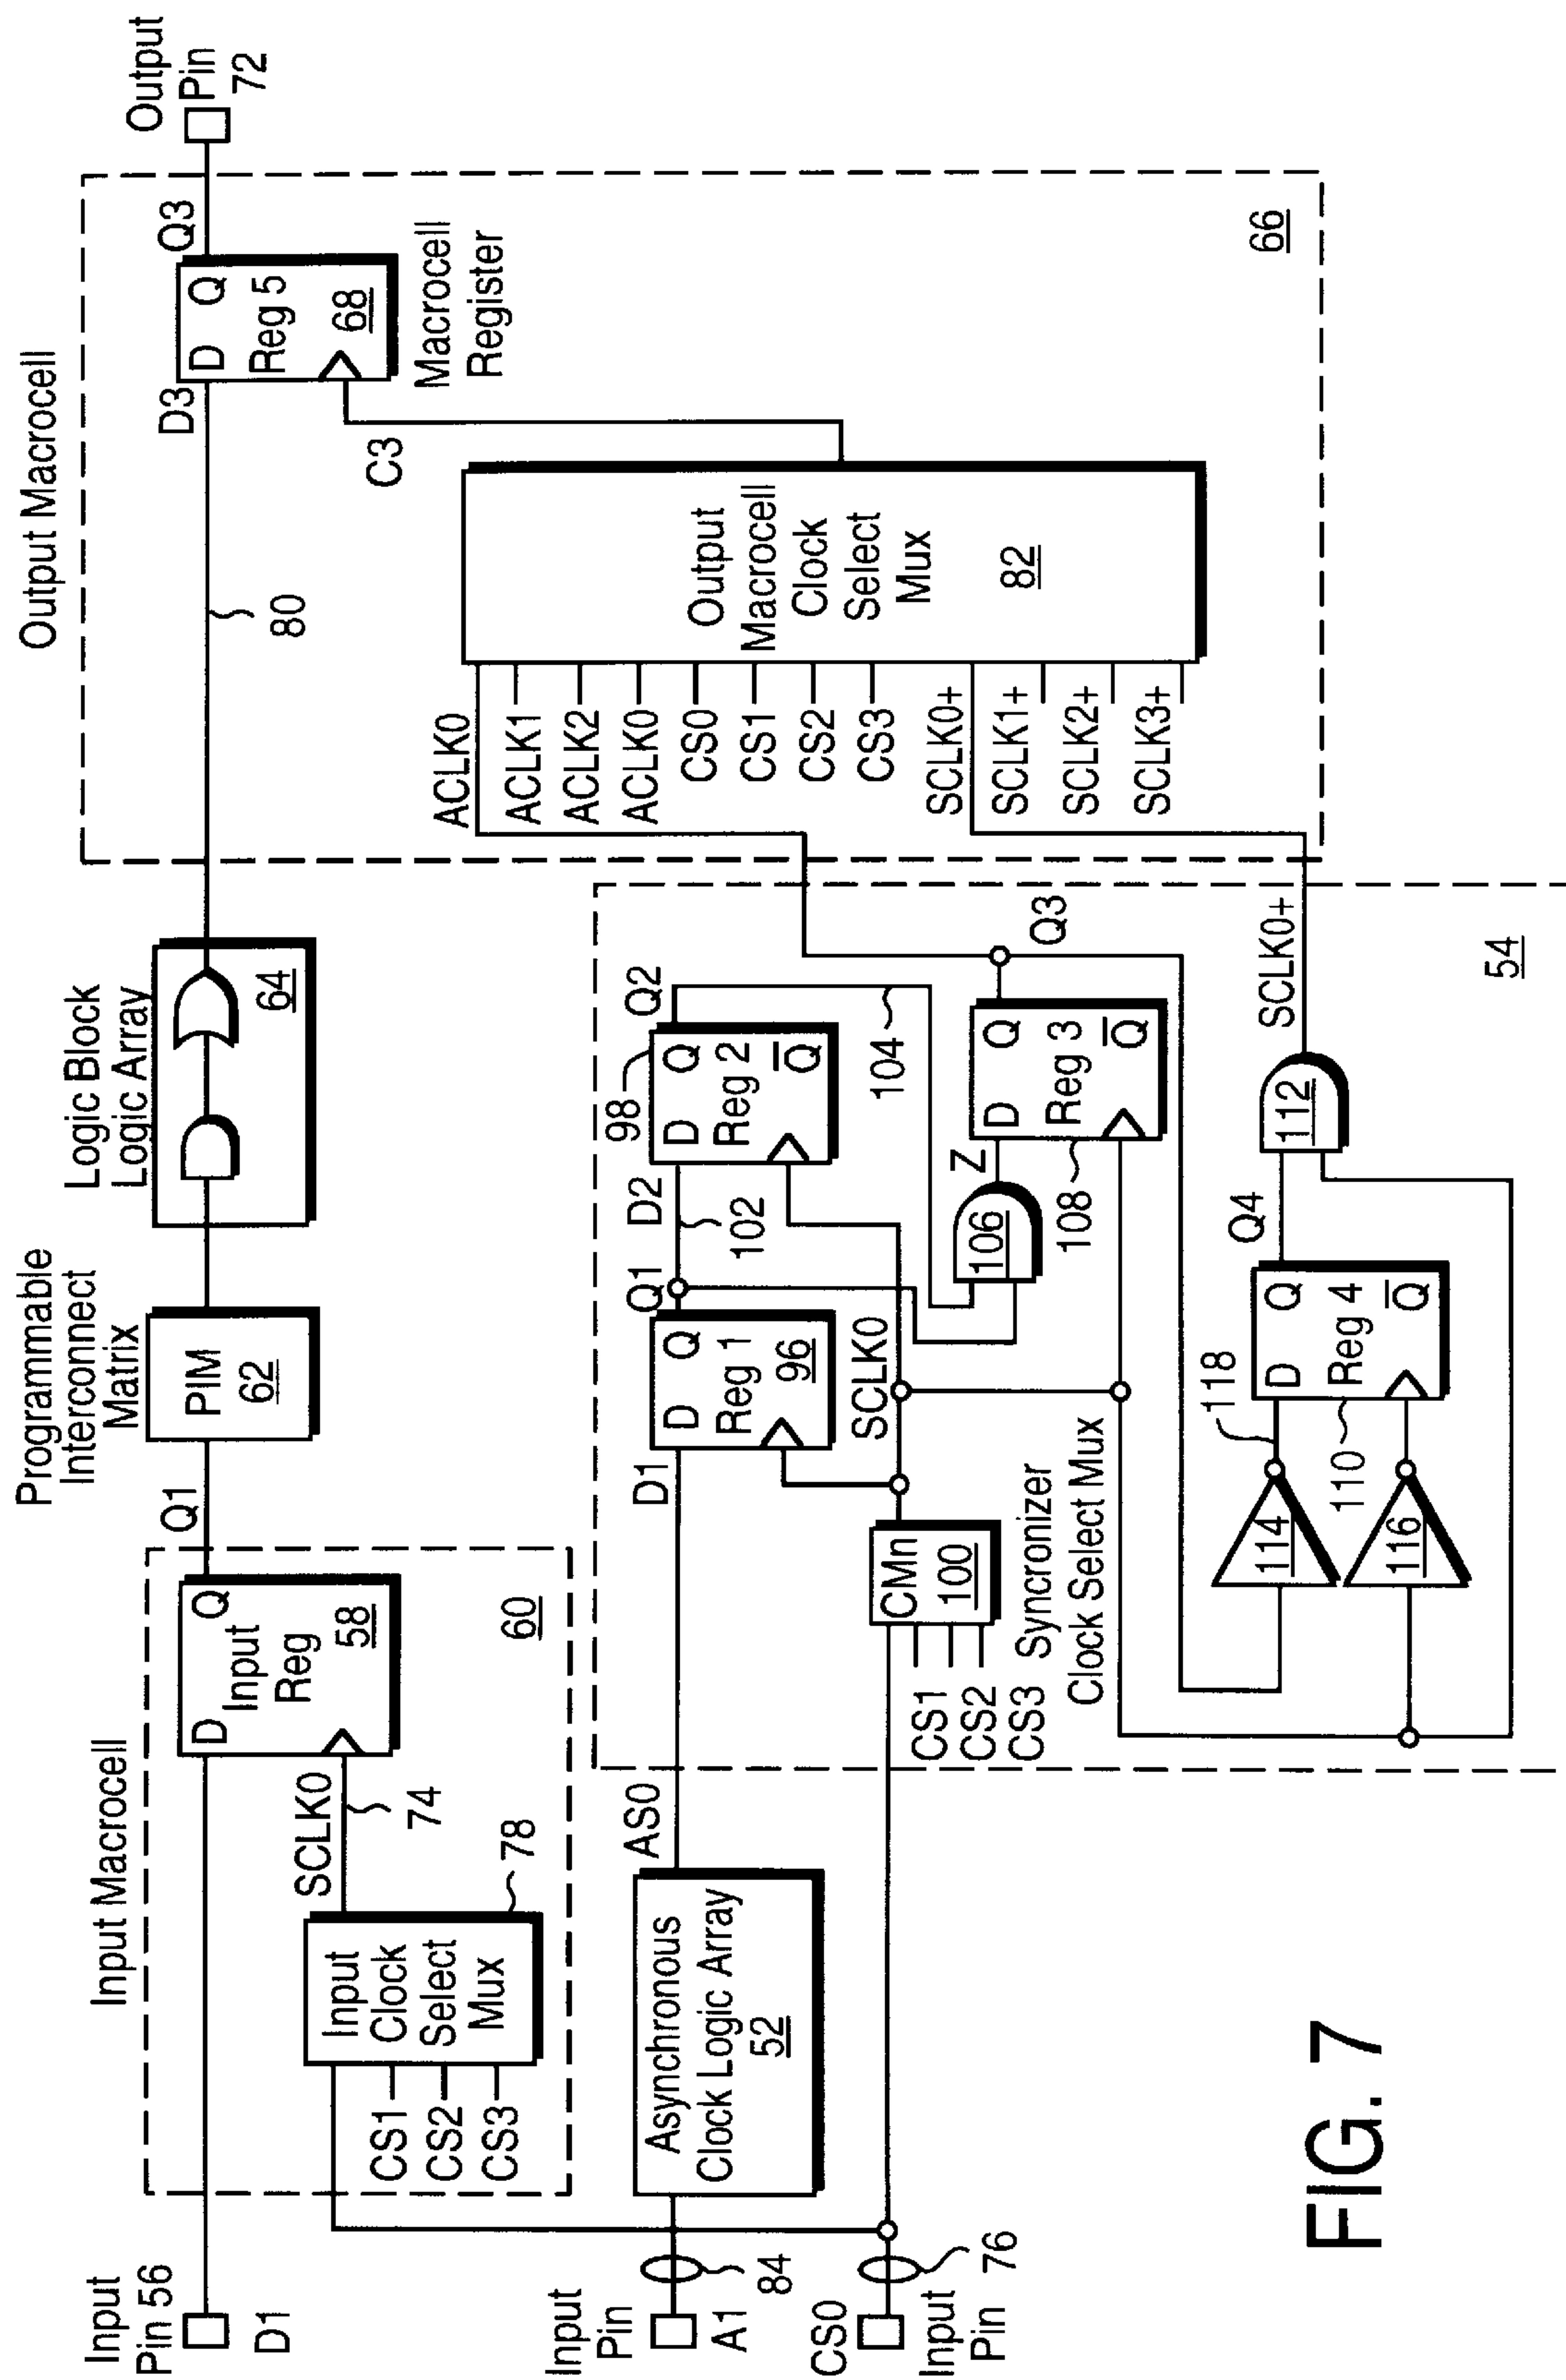 Output Macrocell
Output
Pin
72
Q3
D3
D Q
Reg 5
68
Macrocell
Register
C3
80
Output
Macrocell
Clock
Select
Mux
82
66
ACLK0
ACLK1
ACLK2
ACLK0
CS0
CS1
CS2
CS3
SCLK0+
SCLK1+
SCLK2+
SCLK3+
Logic Block
Logic Array
64
Programmable
Interconnect
Matrix
PIM
62
Q1
Input Macrocell
D Q
Input
Reg
58
60
SCLK0
74
78
Input
Clock
Select
Mux
CS1
CS2
CS3
Input
Pin 56
D1
Input
Pin
A1
84
CS0
Input
Pin
76
Asynchronous
Clock Logic Array
52
AS0
D1
D Q
Reg 1
96
Q1
D2
102
98
D Q
Reg 2
Q̅
Q2
104
SCLK0
CMn
100
CS1
CS2
CS3
Syncronizer
Clock Select Mux
106
Z
108
D Q
Reg 3
Q̅
Q3
54
114
116
118
110
D Q
Reg 4
Q̅
Q4
112
SCLK0+
FIG. 7